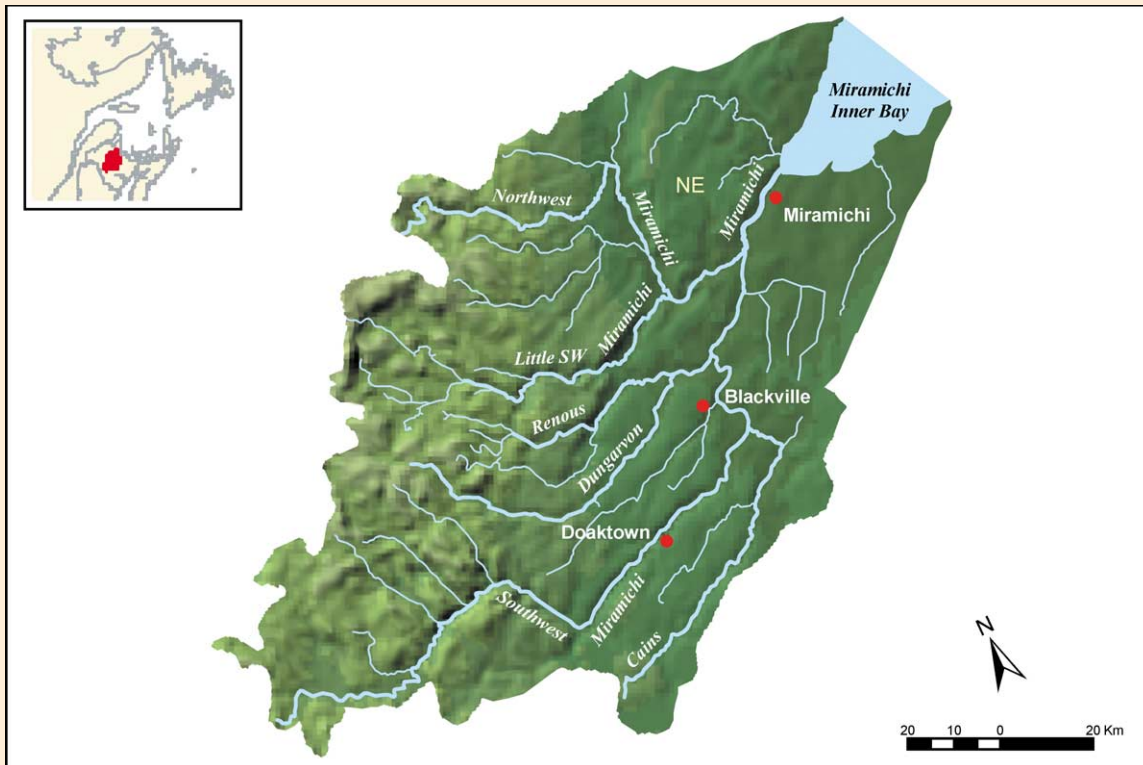 Miramichi
Inner Bay
NE
Miramichi
Miramichi
Northwest
Miramichi
Miramichi
Little SW
Blackville
Renous
Dungarvon
Doaktown
Southwest
Miramichi
Cains
N
20 10 0 20 Km